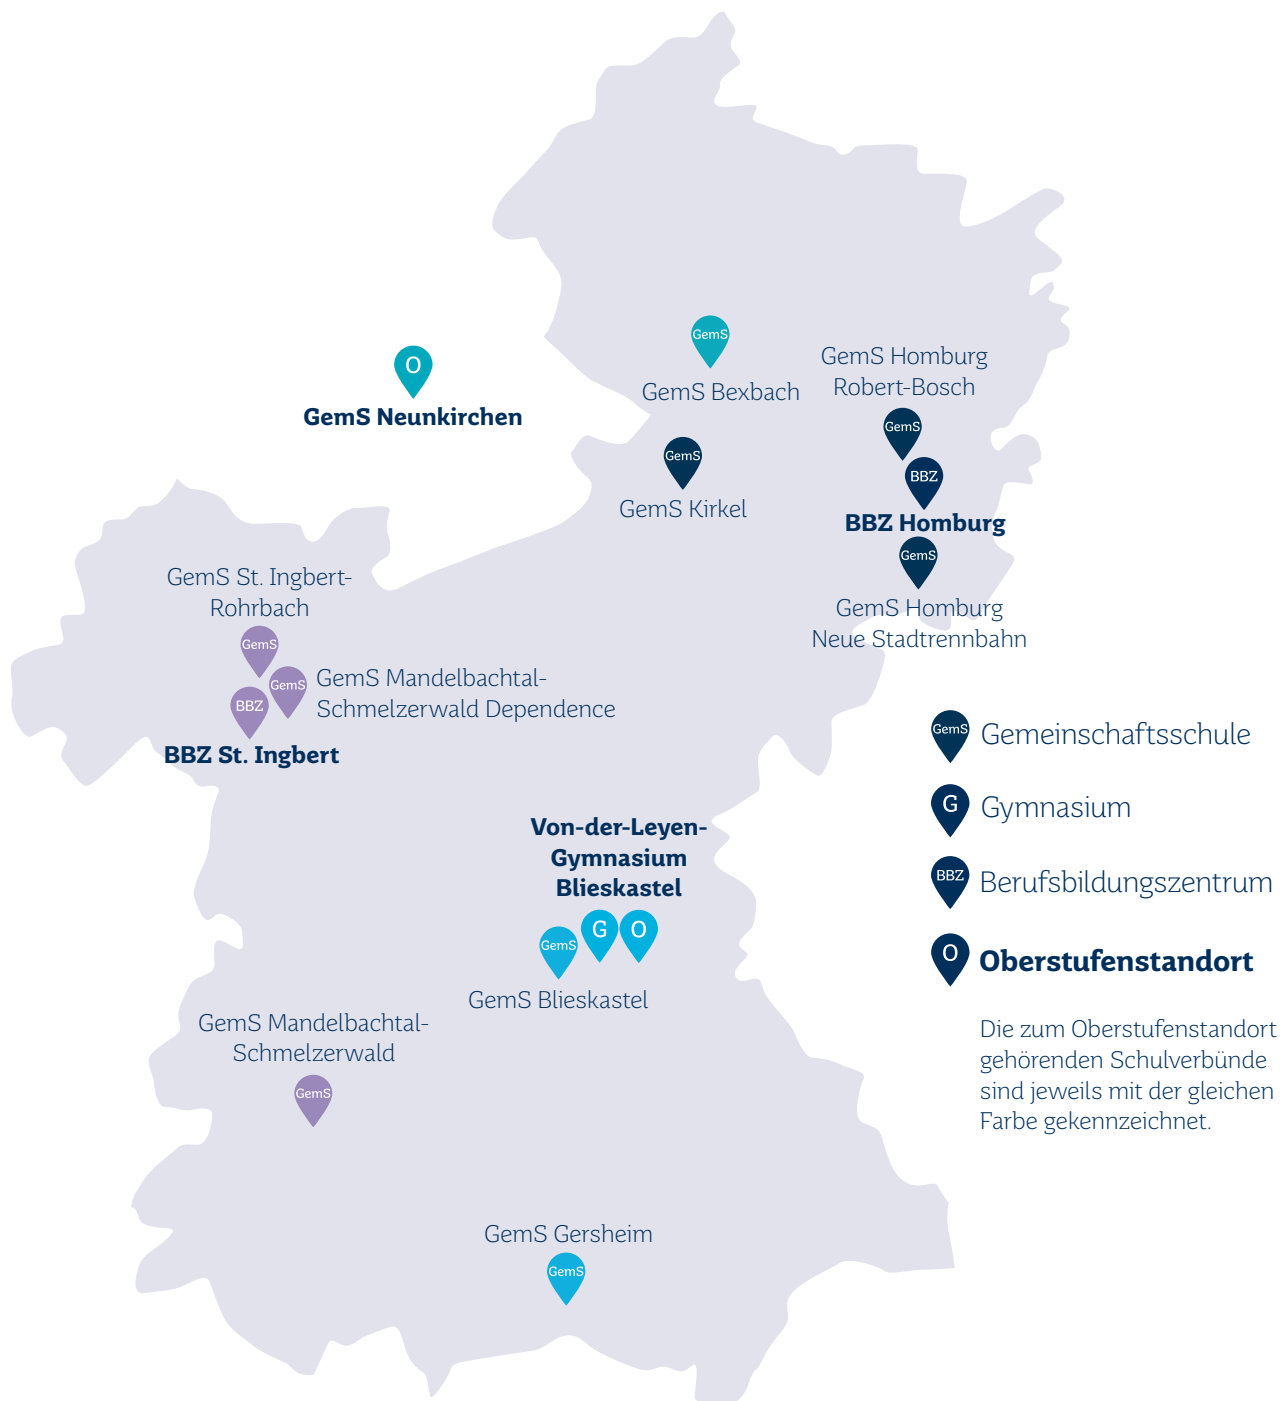 GemS
GemS Bexbach
O
GemS Neunkirchen
GemS Homburg
Robert-Bosch
GemS
BBZ
BBZ Homburg
GemS
GemS Homburg
Neue Stadtrennbahn
GemS
GemS Kirkel
GemS St. Ingbert-
Rohrbach
GemS
GemS
GemS Mandelbachtal-
Schmelzerwald Dependence
BBZ
BBZ St. Ingbert
Von-der-Leyen-
Gymnasium
Blieskastel
GemS
G
O
GemS Blieskastel
GemS Mandelbachtal-
Schmelzerwald
GemS
GemS Gersheim
GemS
GemS Gemeinschaftsschule
G Gymnasium
BBZ Berufsbildungszentrum
O Oberstufenstandort
Die zum Oberstufenstandort
gehörenden Schulverbünde
sind jeweils mit der gleichen
Farbe gekennzeichnet.